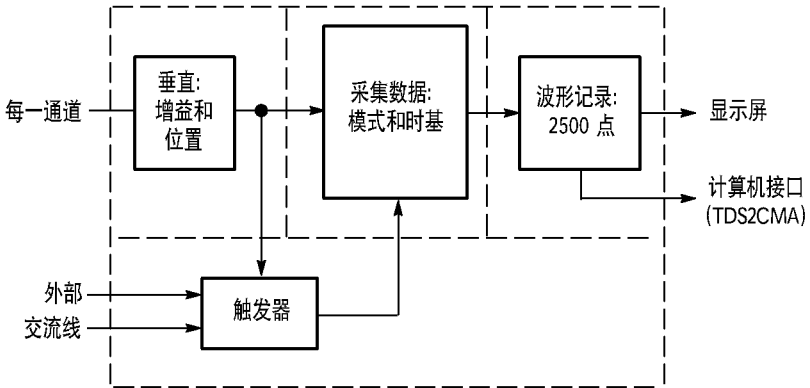 每一通道
垂直:
增益和
位置
采集数据:
模式和时基
波形记录:
2500 点
显示屏
计算机接口
(TDS2CMA)
外部
交流线
触发器